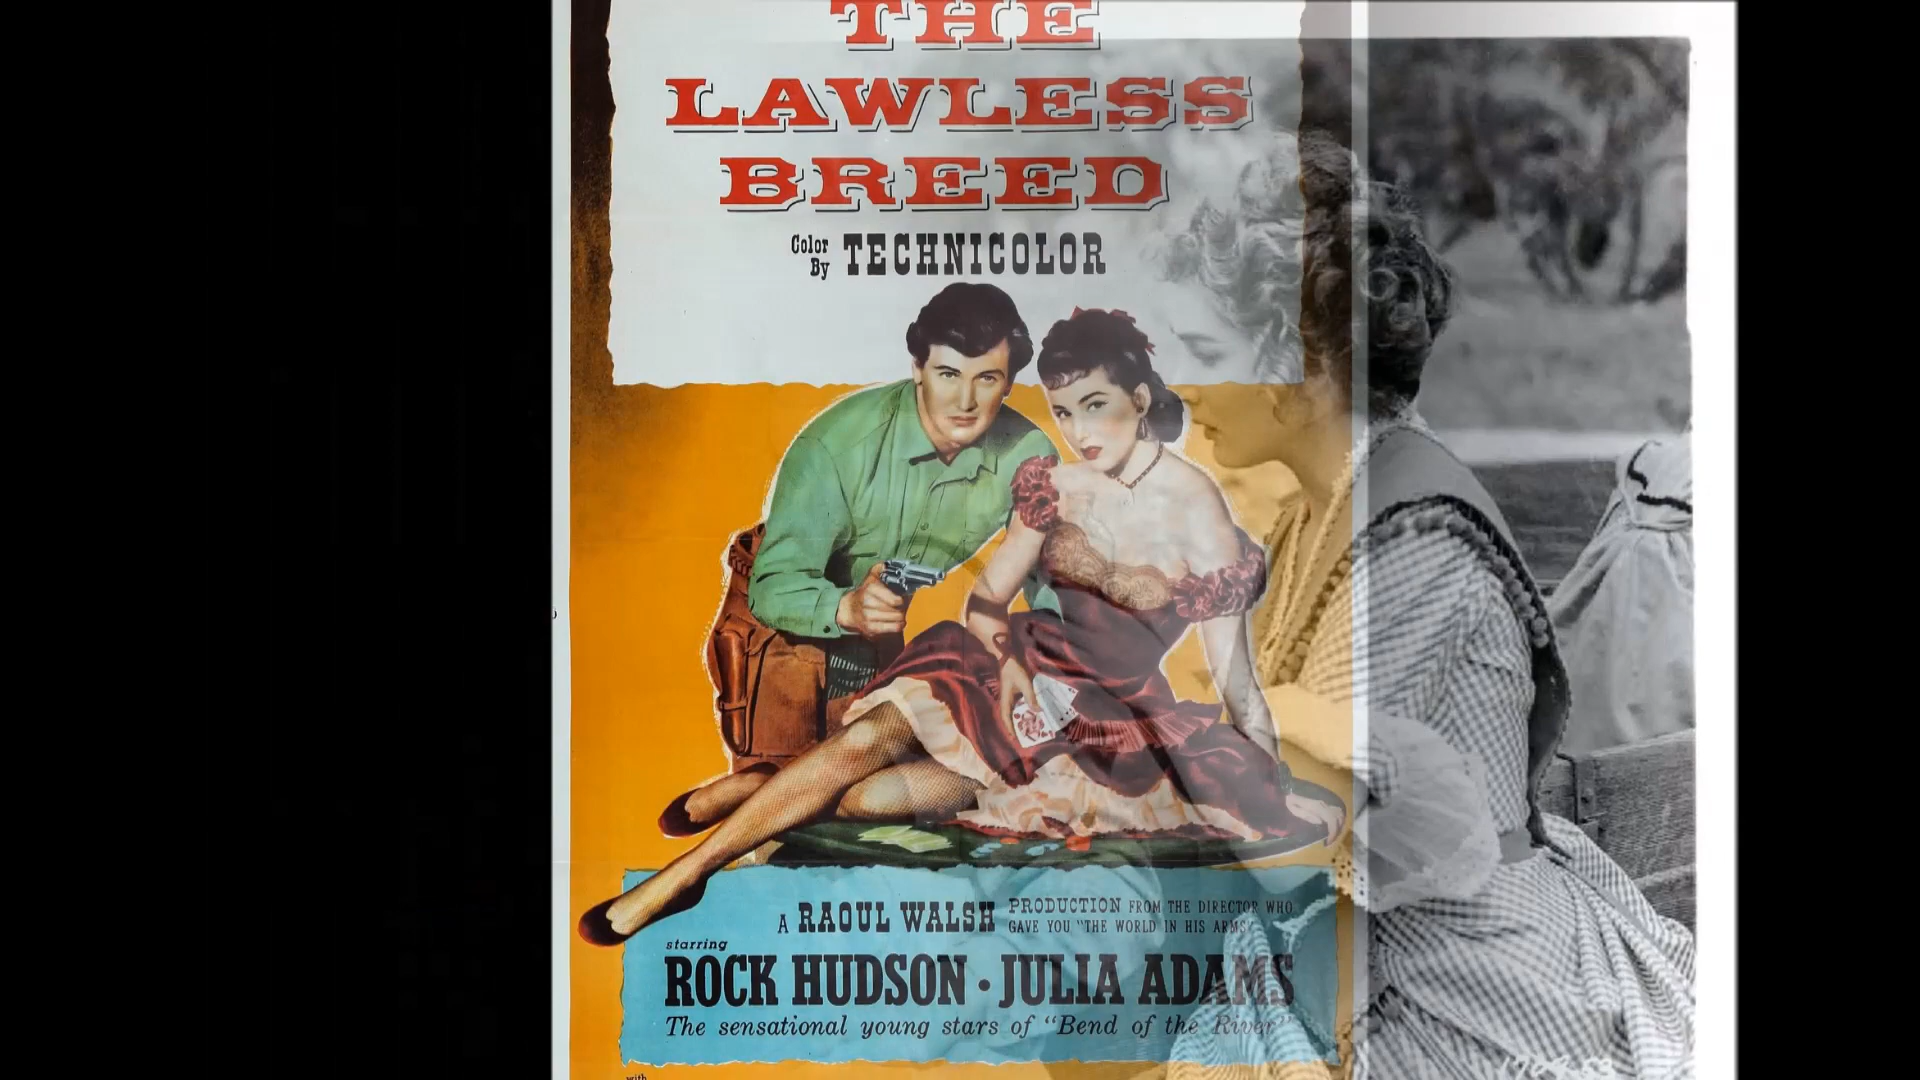 THE
LAWLESS
BREED
Color By TECHNICOLOR
A RAOUL WALSH PRODUCTION FROM THE DIRECTOR WHO
GAVE YOU "THE WORLD IN HIS ARMS"
starring
ROCK HUDSON • JULIA ADAMS
The sensational young stars of "Bend of the River"
with